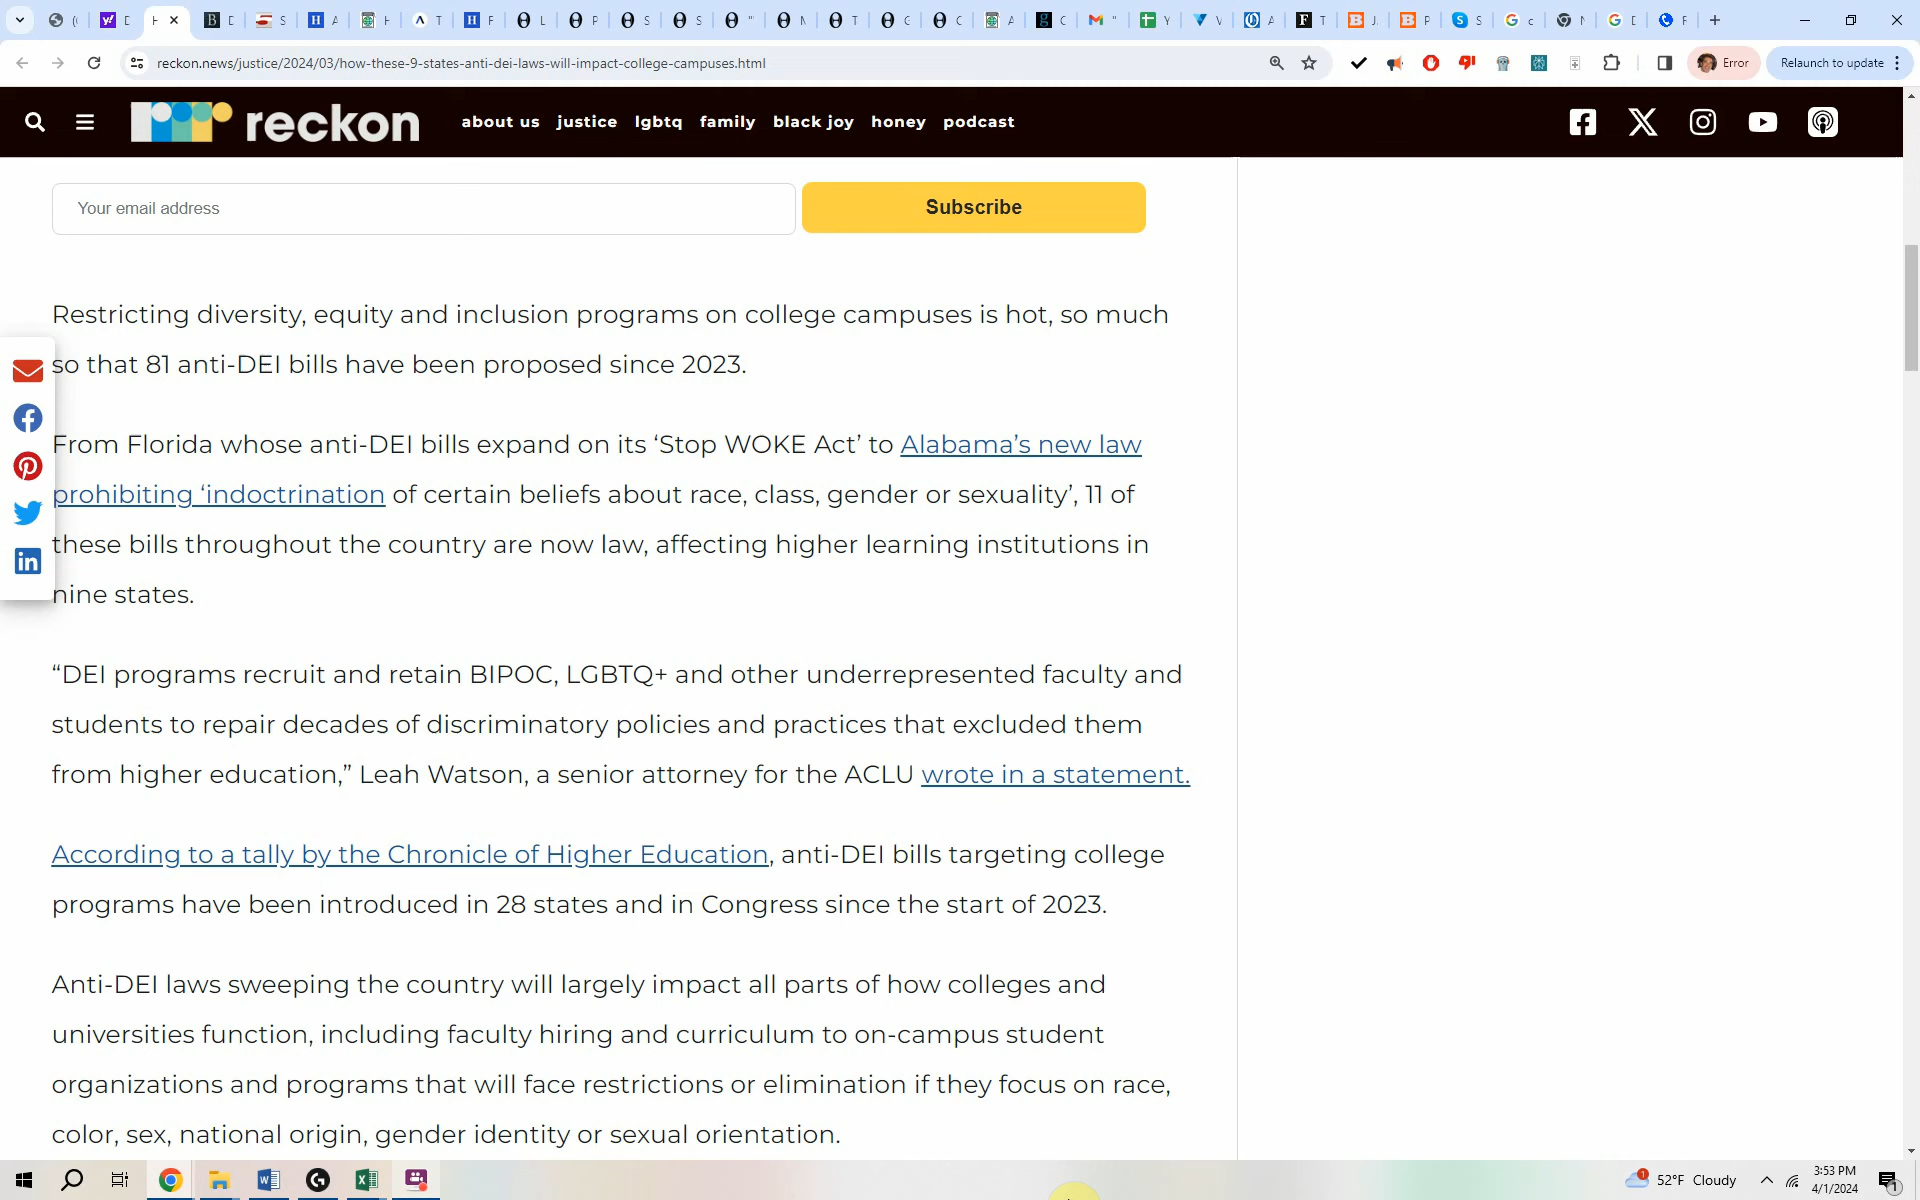 reckon.news/justice/2024/03/how-these-9-states-anti-dei-laws-will-impact-college-campuses.html
Error
Relaunch to update
reckon
about us justice lgbtq family black joy honey podcast
Your email address
Subscribe
Restricting diversity, equity and inclusion programs on college campuses is hot, so much
so that 81 anti-DEI bills have been proposed since 2023.
From Florida whose anti-DEI bills expand on its ‘Stop WOKE Act’ to Alabama’s new law
prohibiting ‘indoctrination of certain beliefs about race, class, gender or sexuality’, 11 of
these bills throughout the country are now law, affecting higher learning institutions in
nine states.
“DEI programs recruit and retain BIPOC, LGBTQ+ and other underrepresented faculty and
students to repair decades of discriminatory policies and practices that excluded them
from higher education,” Leah Watson, a senior attorney for the ACLU wrote in a statement.
According to a tally by the Chronicle of Higher Education, anti-DEI bills targeting college
programs have been introduced in 28 states and in Congress since the start of 2023.
Anti-DEI laws sweeping the country will largely impact all parts of how colleges and
universities function, including faculty hiring and curriculum to on-campus student
organizations and programs that will face restrictions or elimination if they focus on race,
color, sex, national origin, gender identity or sexual orientation.
52°F Cloudy
3:53 PM
4/1/2024